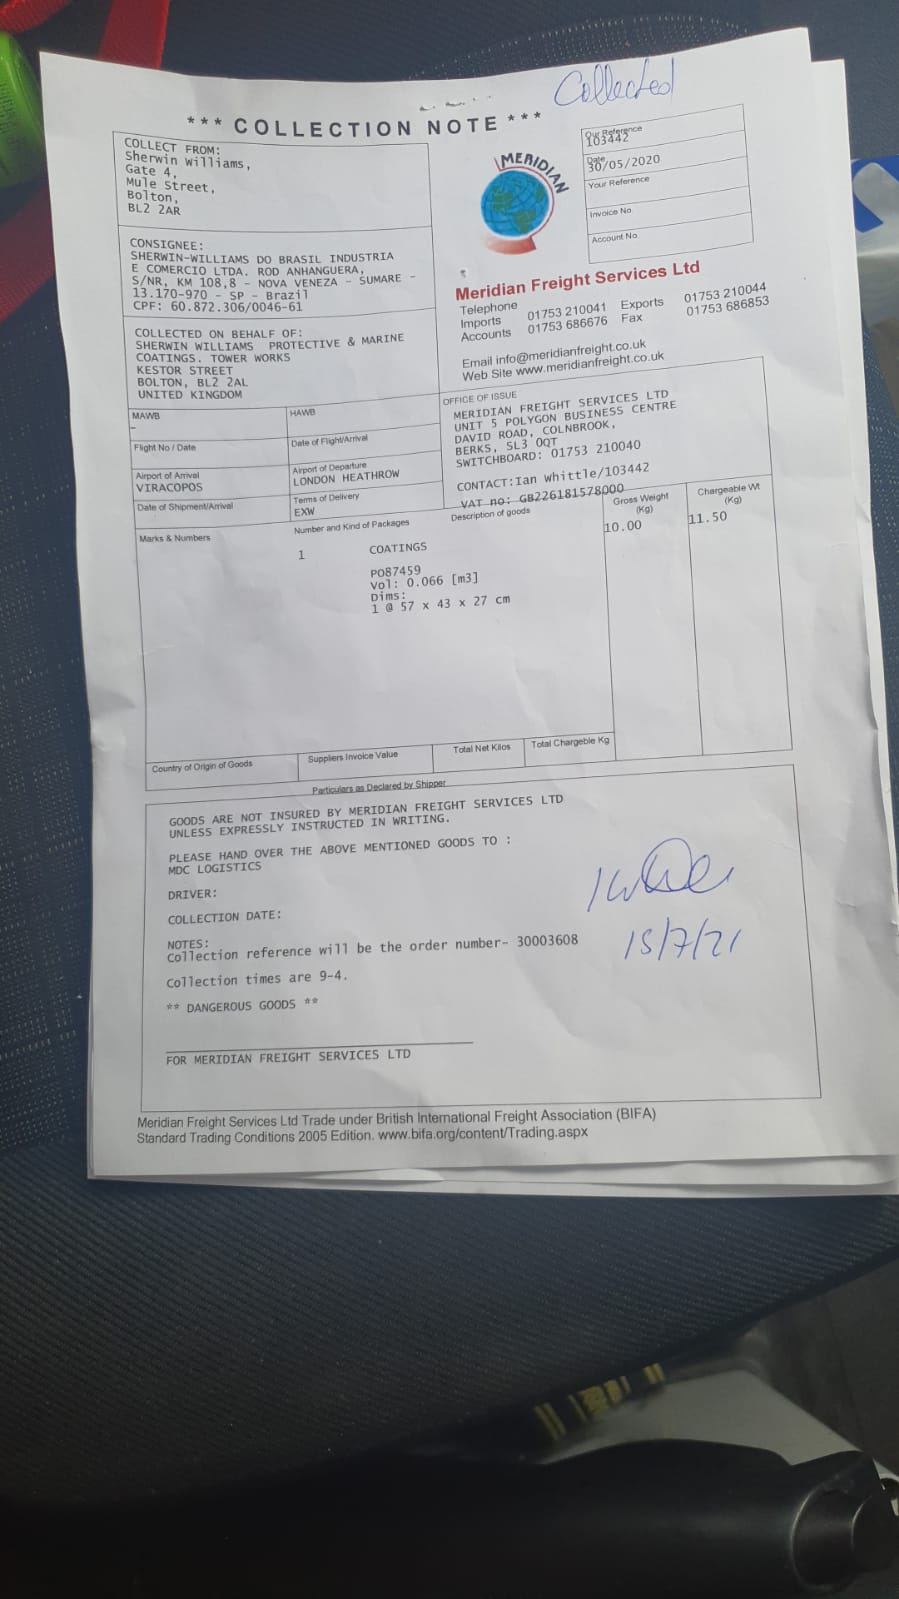 Collected
*** COLLECTION NOTE ***
COLLECT FROM:
Sherwin Williams,
Gate 4,
Mule Street,
Bolton,
BL2 2AR
MERIDIAN
Our Reference
103442
Date
30/05/2020
Your Reference
Invoice No.
Account No.
CONSIGNEE:
SHERWIN-WILLIAMS DO BRASIL INDUSTRIA
E COMERCIO LTDA. ROD ANHANGUERA,
S/NR, KM 108,8 - NOVA VENEZA - SUMARE -
13.170-970 - SP - Brazil
CPF: 60.872.306/0046-61
Meridian Freight Services Ltd
Telephone
Imports 01753 210041 Exports 01753 210044
Accounts 01753 686676 Fax 01753 686853
Email info@meridianfreight.co.uk
Web Site www.meridianfreight.co.uk
COLLECTED ON BEHALF OF:
SHERWIN WILLIAMS PROTECTIVE & MARINE
COATINGS. TOWER WORKS
KESTOR STREET
BOLTON, BL2 2AL
UNITED KINGDOM
OFFICE OF ISSUE
MERIDIAN FREIGHT SERVICES LTD
UNIT 5 POLYGON BUSINESS CENTRE
DAVID ROAD, COLNBROOK,
BERKS, SL3 0QT
SWITCHBOARD: 01753 210040
CONTACT:Ian Whittle/103442
VAT no: GB226181578000
MAWB
-
HAWB
Flight No / Date
Date of Flight/Arrival
Airport of Arrival
VIRACOPOS
Airport of Departure
LONDON HEATHROW
Date of Shipment/Arrival
Terms of Delivery
EXW
Marks & Numbers
Number and Kind of Packages
Description of goods
Gross Weight
(Kg)
Chargeable Wt
(Kg)
1 COATINGS
10.00
11.50
PO87459
Vol: 0.066 [m3]
Dims:
1 @ 57 x 43 x 27 cm
Country of Origin of Goods
Suppliers Invoice Value
Total Net Kilos
Total Chargeble Kg
Particulars as Declared by Shipper
GOODS ARE NOT INSURED BY MERIDIAN FREIGHT SERVICES LTD
UNLESS EXPRESSLY INSTRUCTED IN WRITING.
PLEASE HAND OVER THE ABOVE MENTIONED GOODS TO :
MDC LOGISTICS
DRIVER:
COLLECTION DATE:
NOTES:
Collection reference will be the order number- 30003608
15/7/21
Collection times are 9-4.
** DANGEROUS GOODS **
FOR MERIDIAN FREIGHT SERVICES LTD
Meridian Freight Services Ltd Trade under British International Freight Association (BIFA)
Standard Trading Conditions 2005 Edition. www.bifa.org/content/Trading.aspx